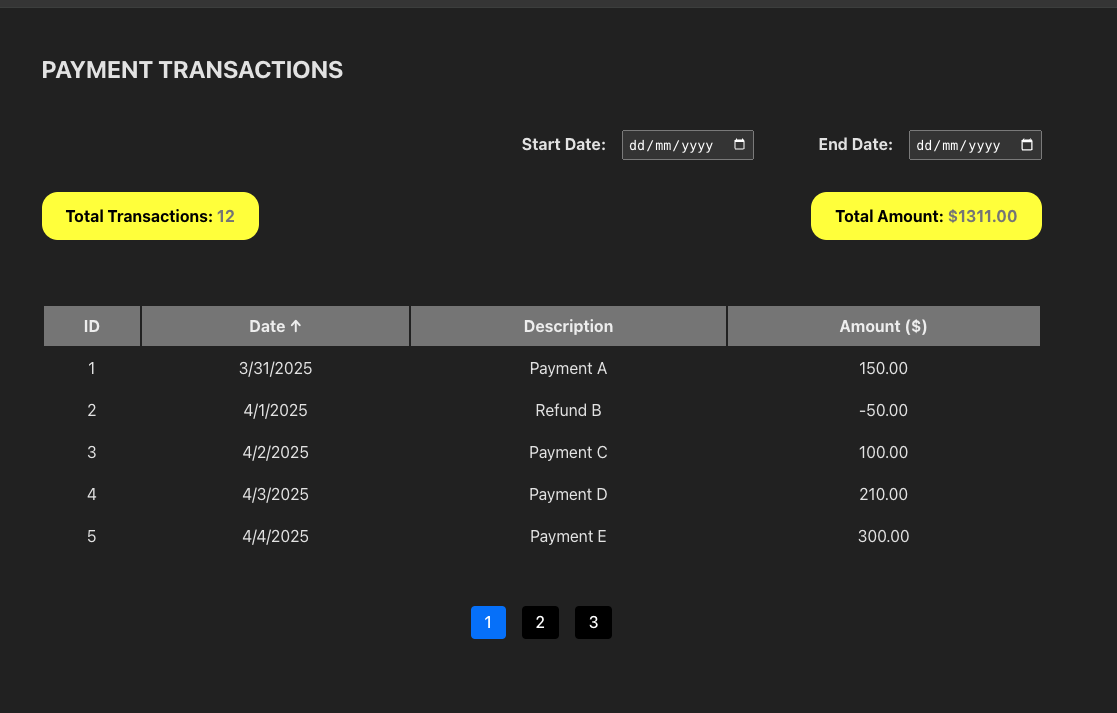 PAYMENT TRANSACTIONS
Start Date: dd/mm/yyyy End Date: dd/mm/yyyy
Total Transactions: 12 Total Amount: $1311.00
ID Date ↑ Description Amount ($)
1 3/31/2025 Payment A 150.00
2 4/1/2025 Refund B -50.00
3 4/2/2025 Payment C 100.00
4 4/3/2025 Payment D 210.00
5 4/4/2025 Payment E 300.00
1 2 3